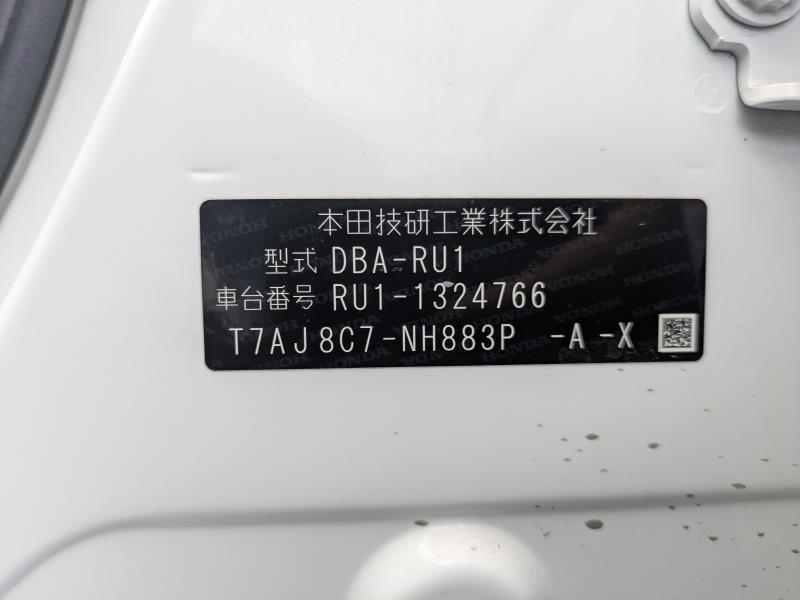 本田技研工業株式会社
型式 DBA-RU1
車台番号 RU1-1324766
T7AJ8C7-NH883P -A -X